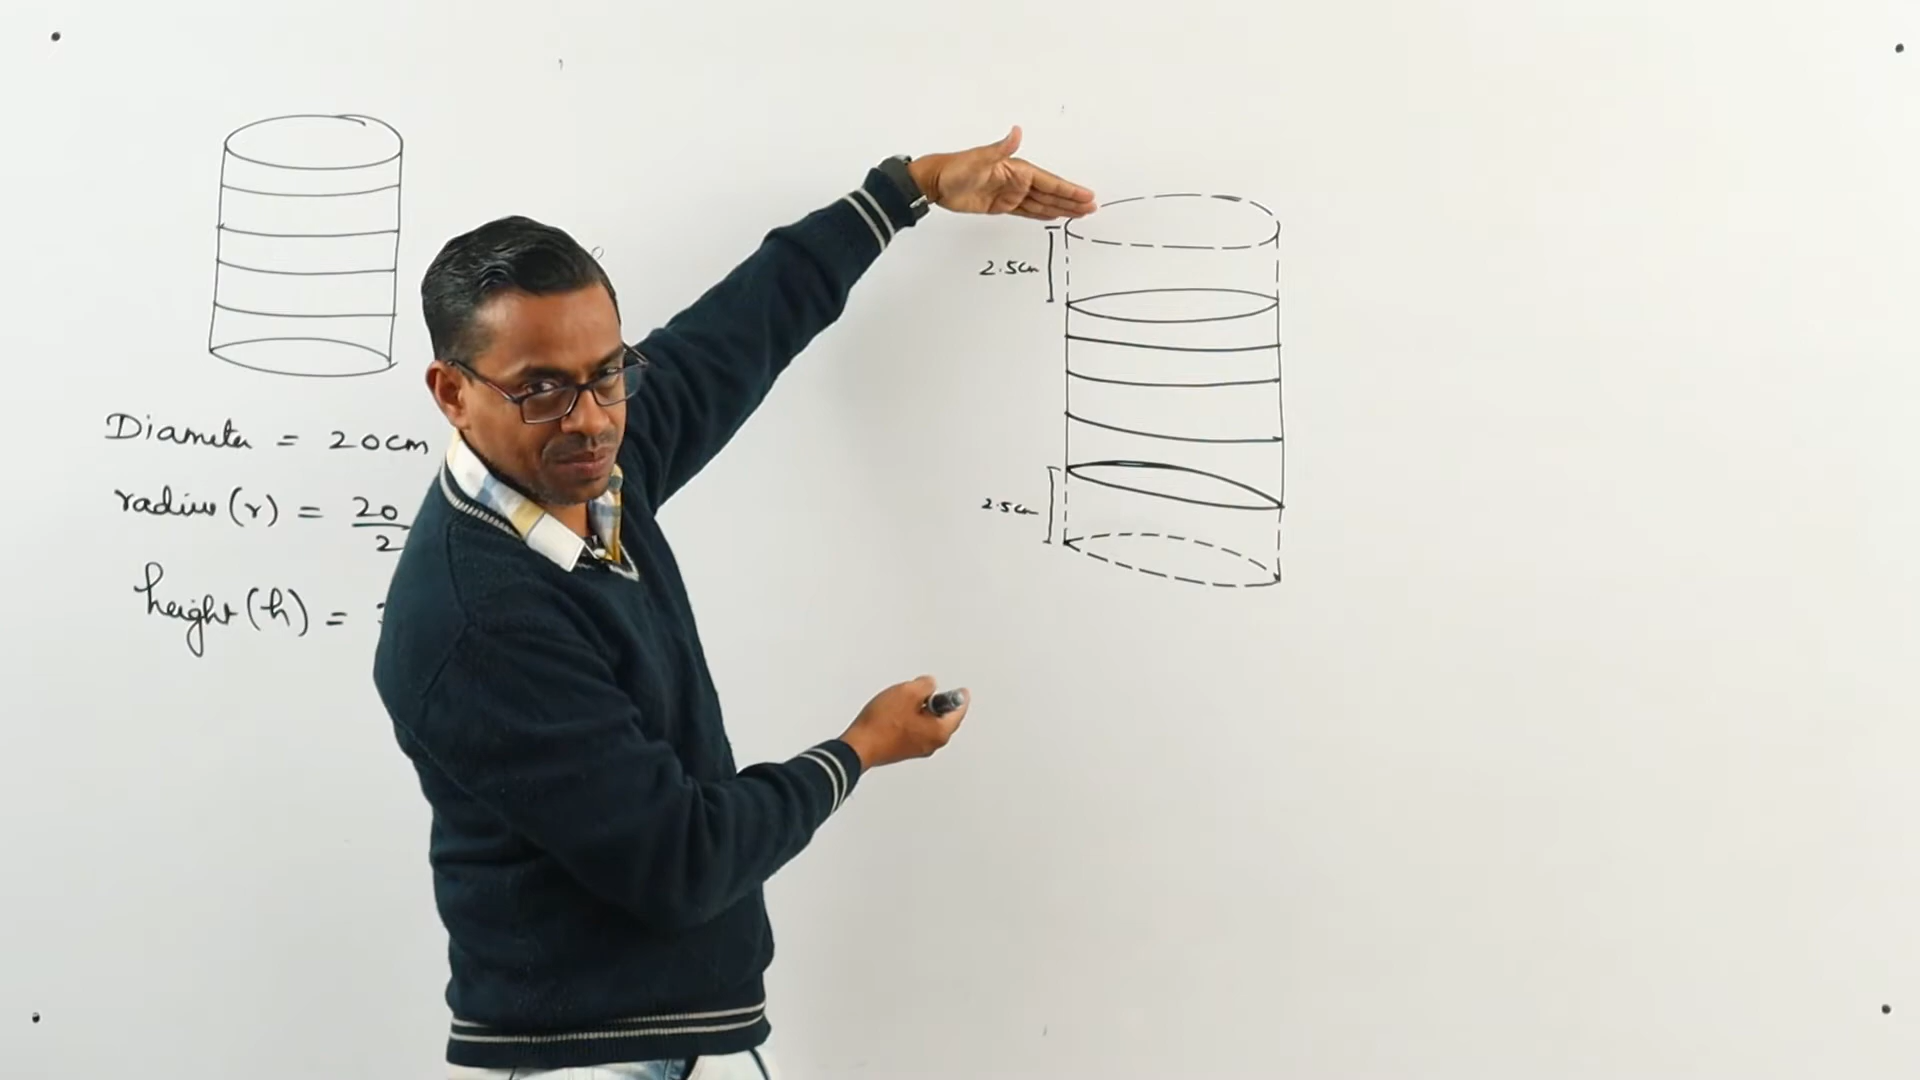 Diameter = 20cm
radius (r) = 20
2
height (h) =
2.5cm
2.5cm